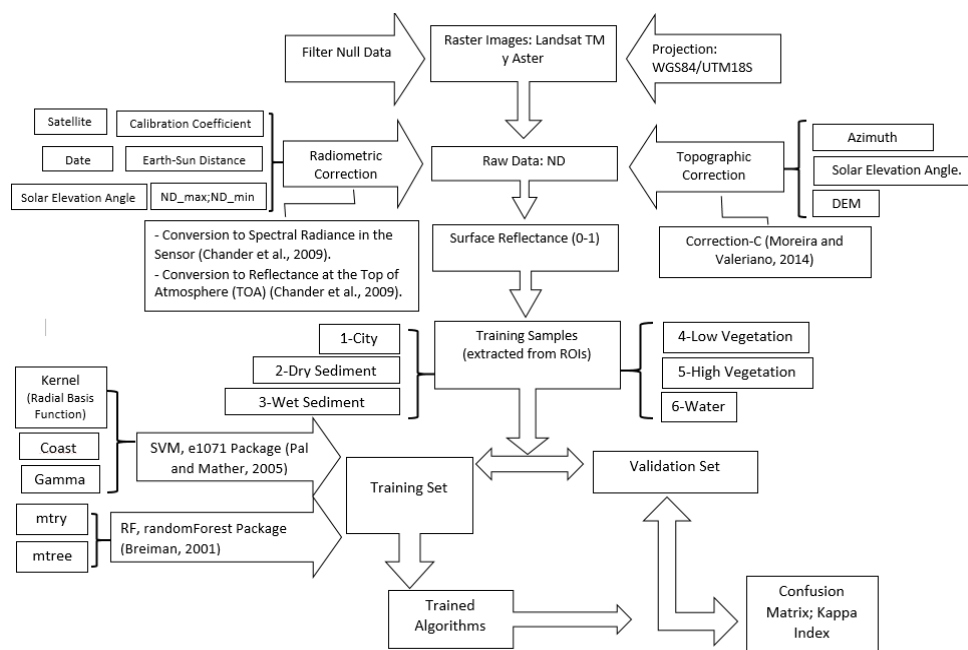 Filter Null Data
Raster Images: Landsat TM
y Aster
Projection:
WGS84/UTM18S
Satellite
Calibration Coefficient
Date
Earth-Sun Distance
Solar Elevation Angle
ND_max;ND_min
Radiometric
Correction
Raw Data: ND
Topographic
Correction
Azimuth
Solar Elevation Angle.
DEM
- Conversion to Spectral Radiance in the
Sensor (Chander et al., 2009).
- Conversion to Reflectance at the Top of
Atmosphere (TOA) (Chander et al., 2009).
Surface Reflectance (0-1)
Correction-C (Moreira and
Valeriano, 2014)
1-City
2-Dry Sediment
3-Wet Sediment
Training Samples
(extracted from ROIs)
4-Low Vegetation
5-High Vegetation
6-Water
Kernel
(Radial Basis
Function)
Coast
Gamma
SVM, e1071 Package (Pal
and Mather, 2005)
mtry
mtree
RF, randomForest Package
(Breiman, 2001)
Training Set
Validation Set
Trained
Algorithms
Confusion
Matrix; Kappa
Index